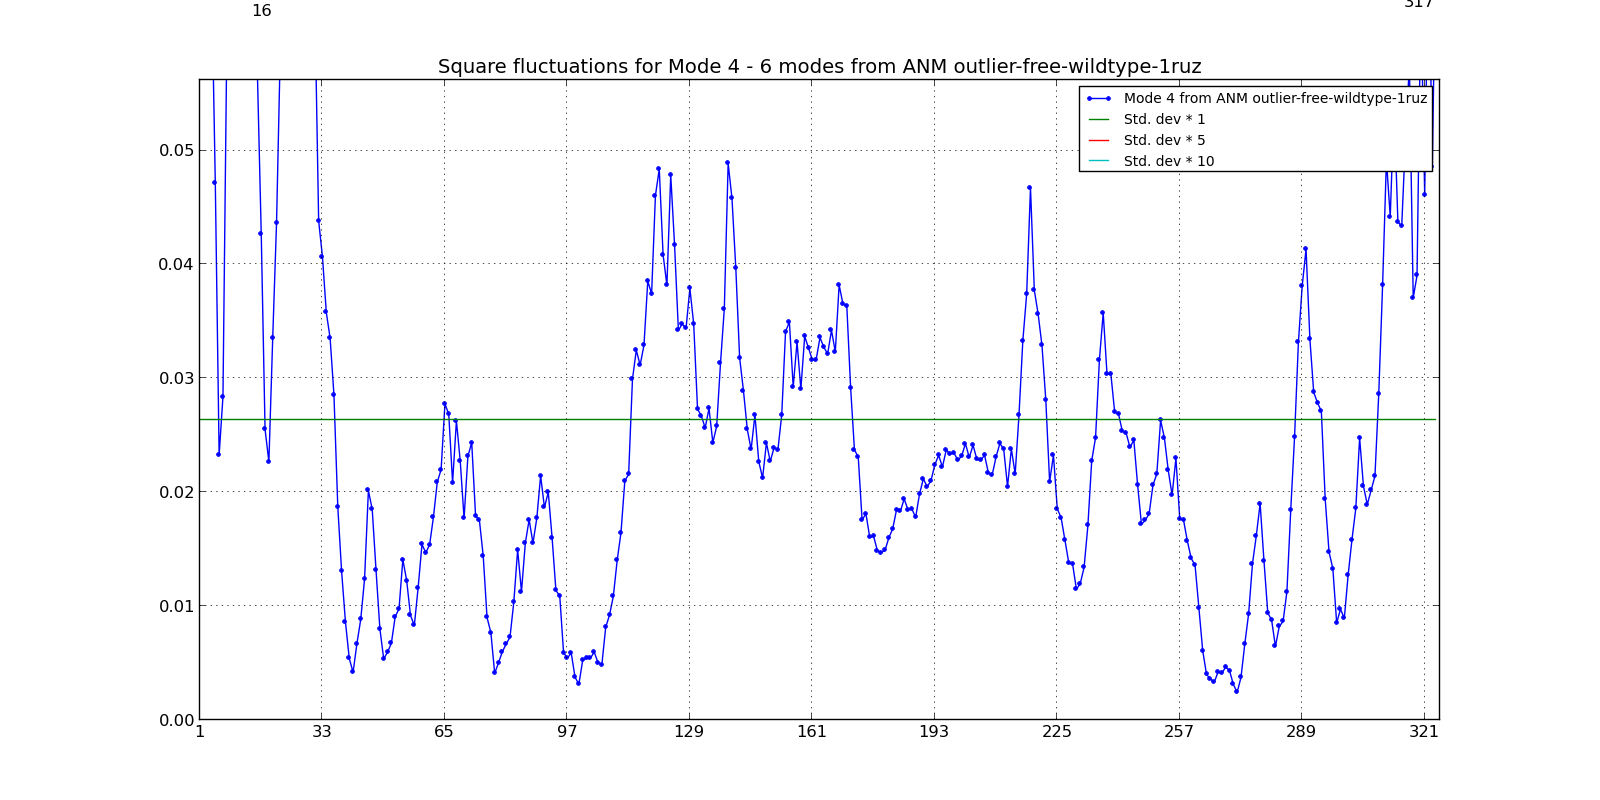 16
317
Square fluctuations for Mode 4 - 6 modes from ANM outlier-free-wildtype-1ruz
Mode 4 from ANM outlier-free-wildtype-1ruz
Std. dev * 1
Std. dev * 5
Std. dev * 10
0.05
0.04
0.03
0.02
0.01
0.00
1 33 65 97 129 161 193 225 257 289 321